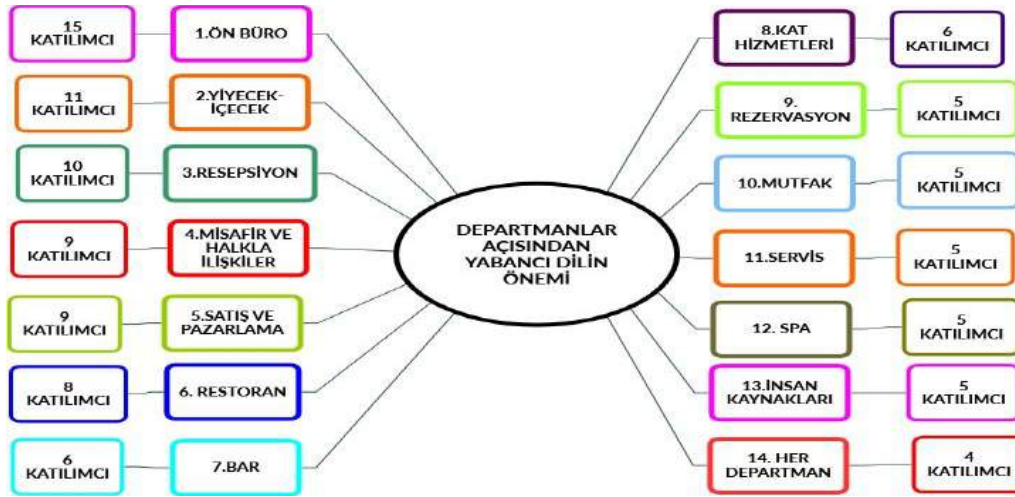 15
KATILIMCI
1.ÖN BÜRO
11
KATILIMCI
2.YİYECEK-
İÇECEK
10
KATILIMCI
3.RESEPSİYON
9
KATILIMCI
4.MİSAFİR VE
HALKLA
İLİŞKİLER
9
KATILIMCI
5.SATIŞ VE
PAZARLAMA
8
KATILIMCI
6. RESTORAN
6
KATILIMCI
7.BAR
DEPARTMANLAR
AÇISINDAN
YABANCI DİLİN
ÖNEMİ
8.KAT
HİZMETLERİ
6
KATILIMCI
9.
REZERVASYON
5
KATILIMCI
10.MUTFAK
5
KATILIMCI
11.SERVİS
5
KATILIMCI
12. SPA
5
KATILIMCI
13.İNSAN
KAYNAKLARI
5
KATILIMCI
14. HER
DEPARTMAN
4
KATILIMCI